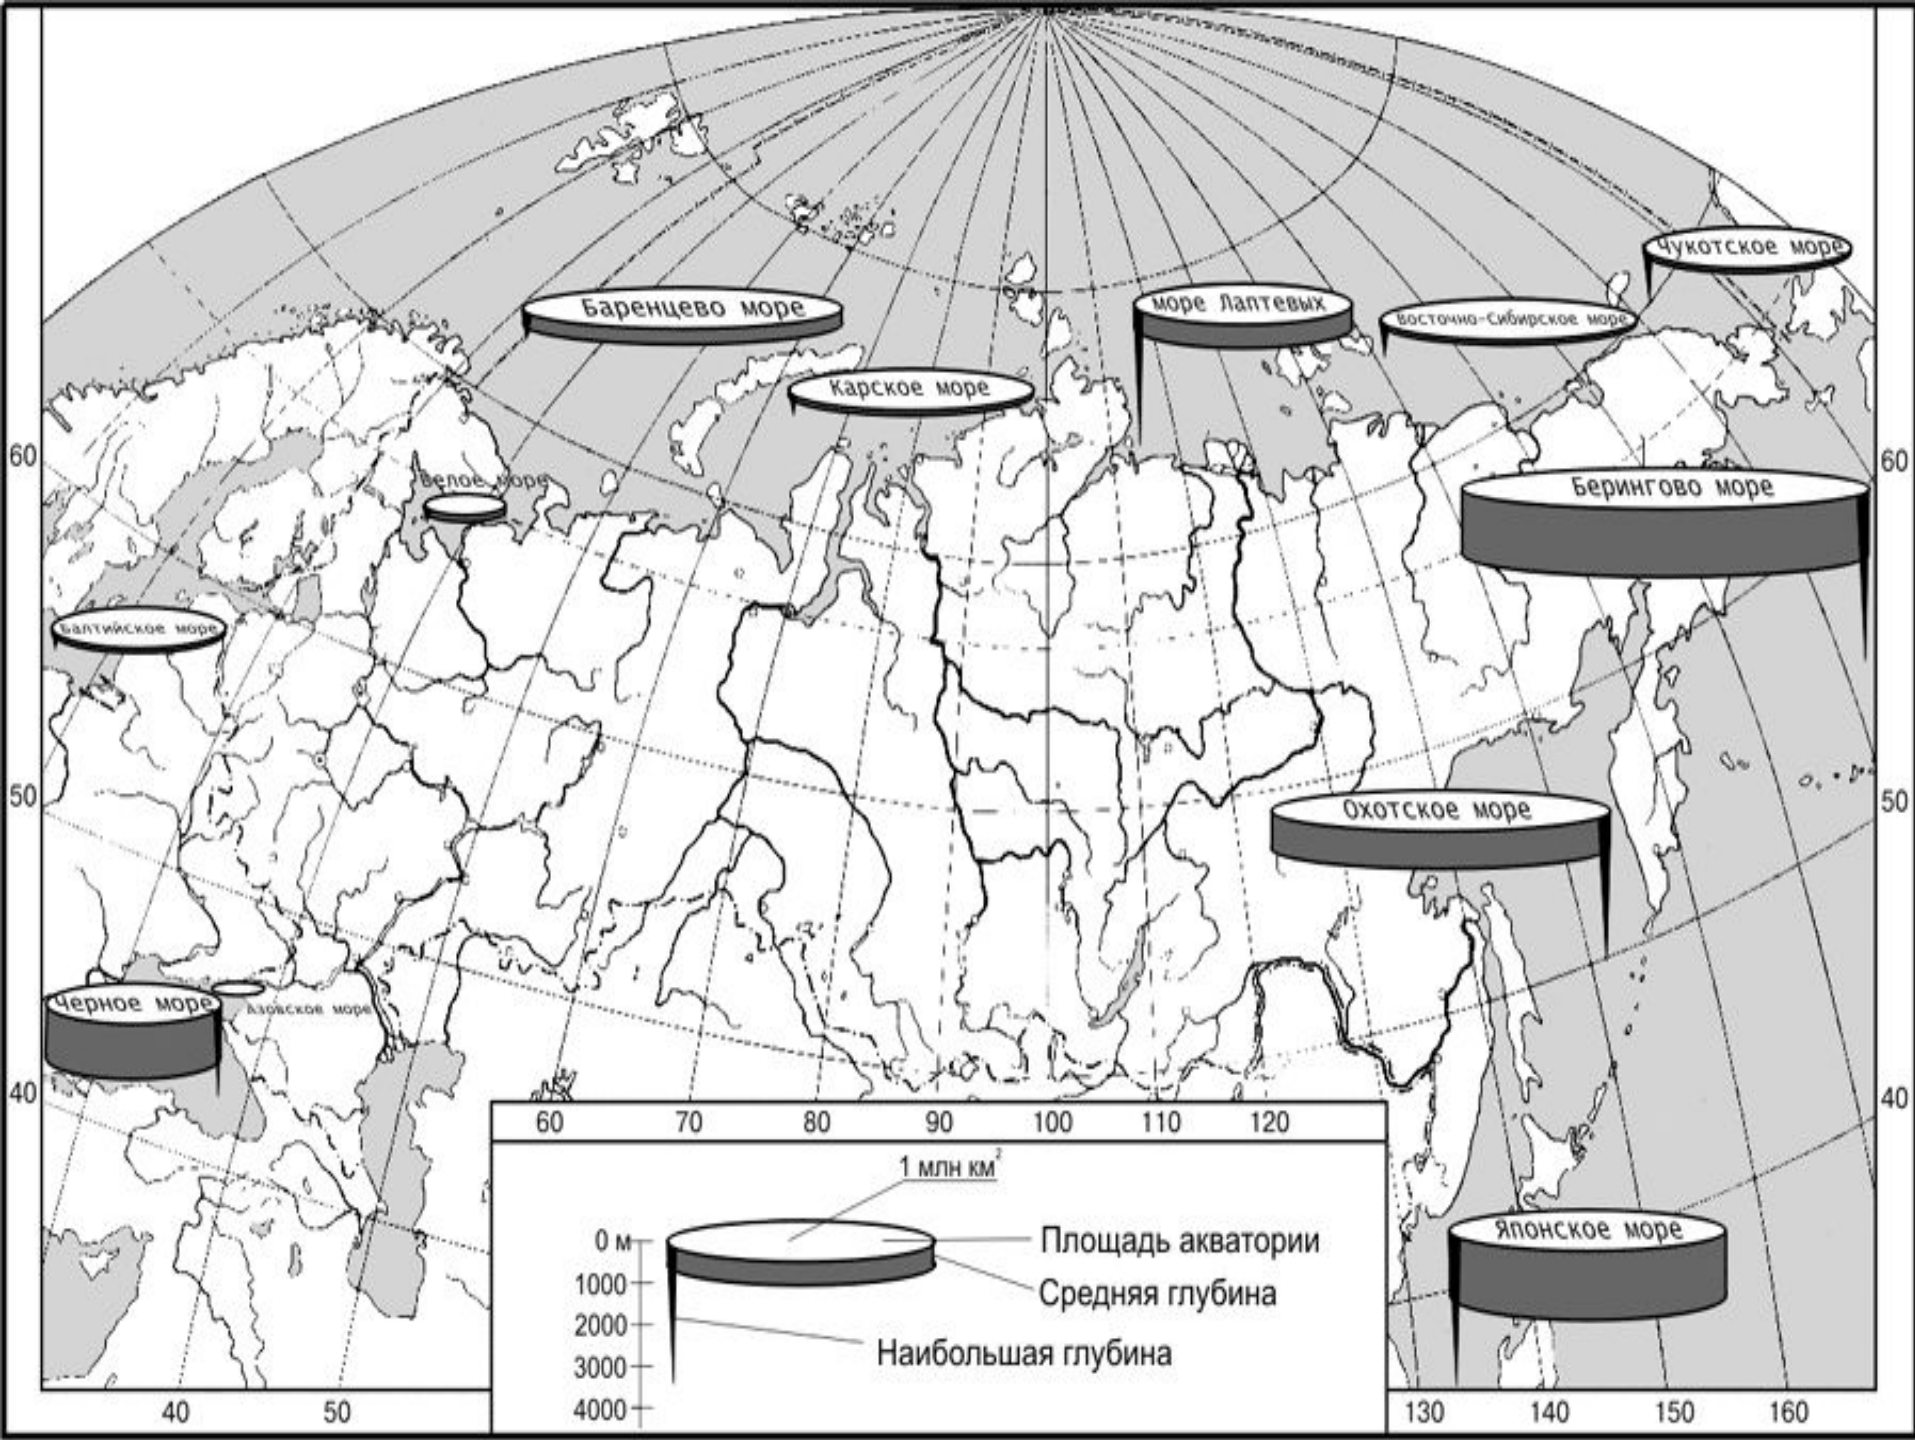 Чукотское море
Баренцево море
море Лаптевых
Восточно-Сибирское море
Карское море
60
60
Белое море
Берингово море
Балтийское море
50
50
Охотское море
Черное море
Азовское море
40
40
60 70 80 90 100 110 120
1 млн км²
0 м
Площадь акватории
1000
Средняя глубина
2000
Наибольшая глубина
3000
4000
Японское море
40 50
130 140 150 160